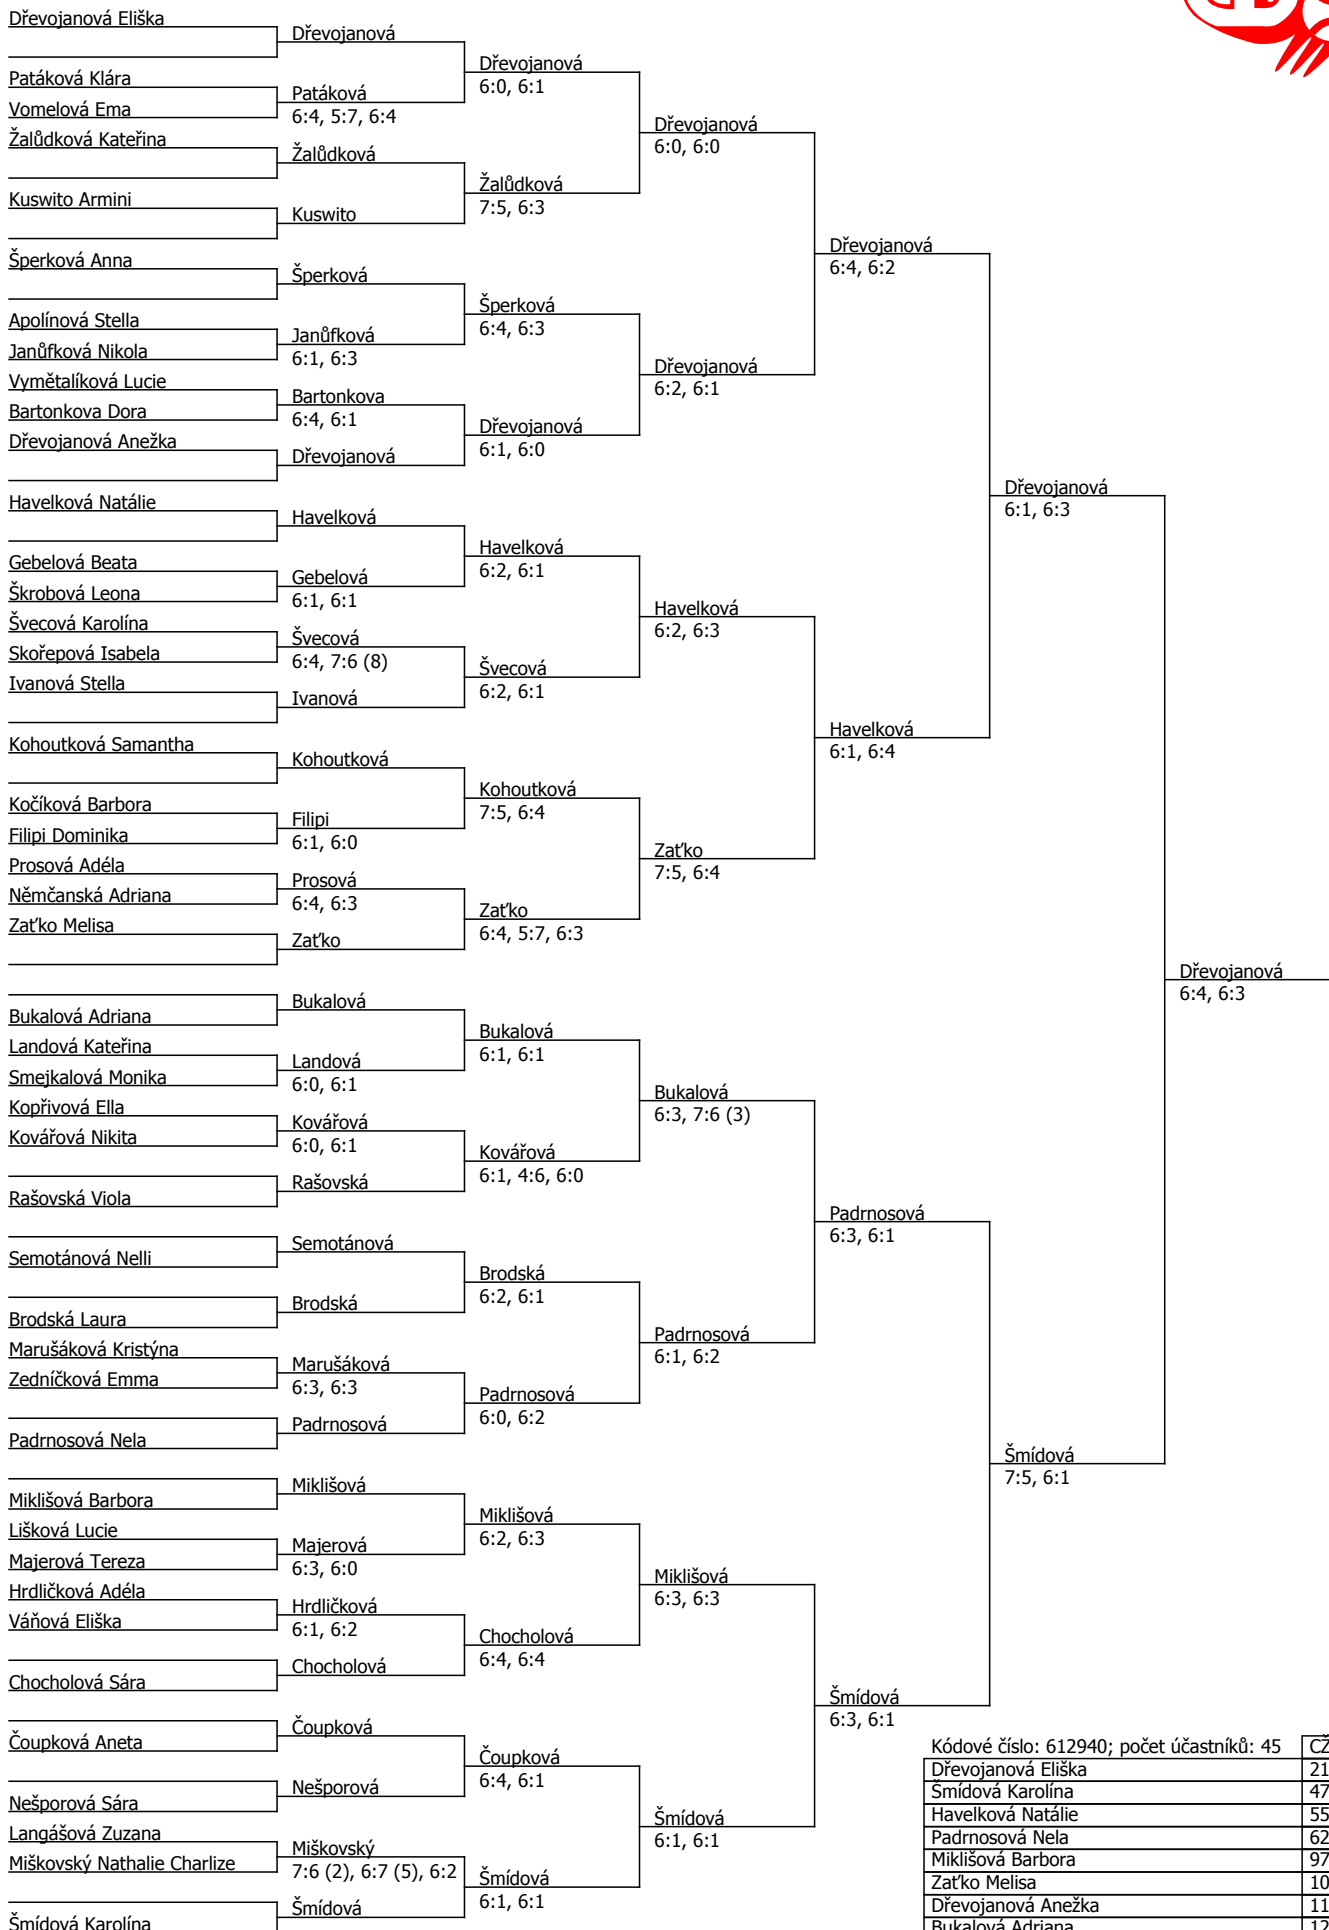 Dřevojanová Eliška
Patáková Klára
Vomelová Ema
Žalůdková Kateřina
Kuswito Armini
Šperková Anna
Apolínová Stella
Janůfková Nikola
Vymětalíková Lucie
Bartonkova Dora
Dřevojanová Anežka
Havelková Natálie
Gebelová Beata
Škrobová Leona
Švecová Karolína
Skořepová Isabela
Ivanová Stella
Kohoutková Samantha
Kočíková Barbora
Filipi Dominika
Prosová Adéla
Němčanská Adriana
Zaťko Melisa
Bukalová Adriana
Landová Kateřina
Smejkalová Monika
Kopřivová Ella
Kovářová Nikita
Rašovská Viola
Semotánová Nelli
Brodská Laura
Marušáková Kristýna
Zedníčková Emma
Padrnosová Nela
Miklišová Barbora
Lišková Lucie
Majerová Tereza
Hrdličková Adéla
Váňová Eliška
Chocholová Sára
Čoupková Aneta
Nešporová Sára
Langášová Zuzana
Miškovský Nathalie Charlize
Šmídová Karolína
Dřevojanová
Patáková
6:4, 5:7, 6:4
Žalůdková
Kuswito
Šperková
Janůfková
6:1, 6:3
Bartonkova
6:4, 6:1
Dřevojanová
Havelková
Gebelová
6:1, 6:1
Švecová
6:4, 7:6 (8)
Ivanová
Kohoutková
Filipi
6:1, 6:0
Prosová
6:4, 6:3
Zaťko
Bukalová
Landová
6:0, 6:1
Kovářová
6:0, 6:1
Rašovská
Semotánová
Brodská
Marušáková
6:3, 6:3
Padrnosová
Miklišová
Majerová
6:3, 6:0
Hrdličková
6:1, 6:2
Chocholová
Čoupková
Nešporová
Miškovský
7:6 (2), 6:7 (5), 6:2
Šmídová
Dřevojanová
6:0, 6:1
Žalůdková
7:5, 6:3
Šperková
6:4, 6:3
Dřevojanová
6:1, 6:0
Havelková
6:2, 6:1
Švecová
6:2, 6:1
Kohoutková
7:5, 6:4
Zaťko
6:4, 5:7, 6:3
Bukalová
6:1, 6:1
Kovářová
6:1, 4:6, 6:0
Brodská
6:2, 6:1
Padrnosová
6:0, 6:2
Miklišová
6:2, 6:3
Chocholová
6:4, 6:4
Čoupková
6:4, 6:1
Šmídová
6:1, 6:1
Dřevojanová
6:0, 6:0
Dřevojanová
6:2, 6:1
Havelková
6:2, 6:3
Zaťko
7:5, 6:4
Bukalová
6:3, 7:6 (3)
Padrnosová
6:1, 6:2
Miklišová
6:3, 6:3
Šmídová
6:1, 6:1
Dřevojanová
6:4, 6:2
Havelková
6:1, 6:4
Padrnosová
6:3, 6:1
Šmídová
6:3, 6:1
Dřevojanová
6:1, 6:3
Šmídová
7:5, 6:1
Dřevojanová
6:4, 6:3
Kódové číslo: 612940; počet účastníků: 45 CŽ
Dřevojanová Eliška 21
Šmídová Karolína 47
Havelková Natálie 55
Padrnosová Nela 62
Miklišová Barbora 97
Zaťko Melisa 10
Dřevojanová Anežka 11
Bukalová Adriana 12